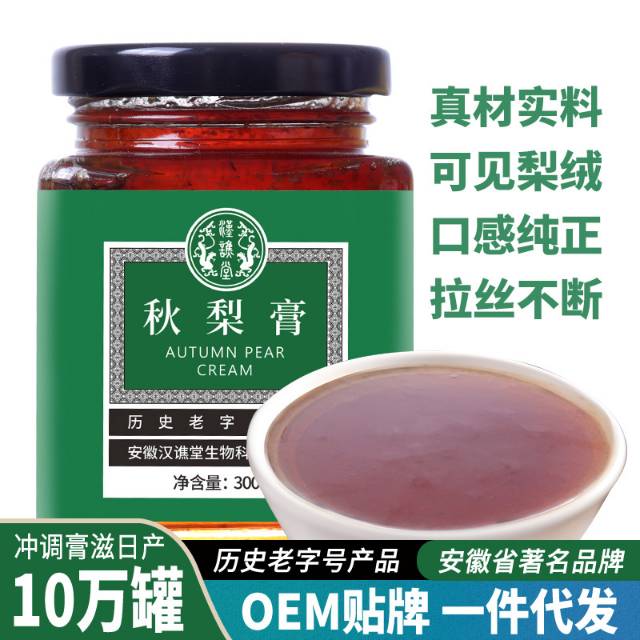 真材实料
可见梨绒
口感纯正
拉丝不断
漢譙堂
秋梨膏
AUTUMN PEAR
CREAM
历史老字
安徽汉谯堂生物科
净含量：300
冲调膏滋日产
10万罐
历史老字号产品
安徽省著名品牌
OEM贴牌 一件代发